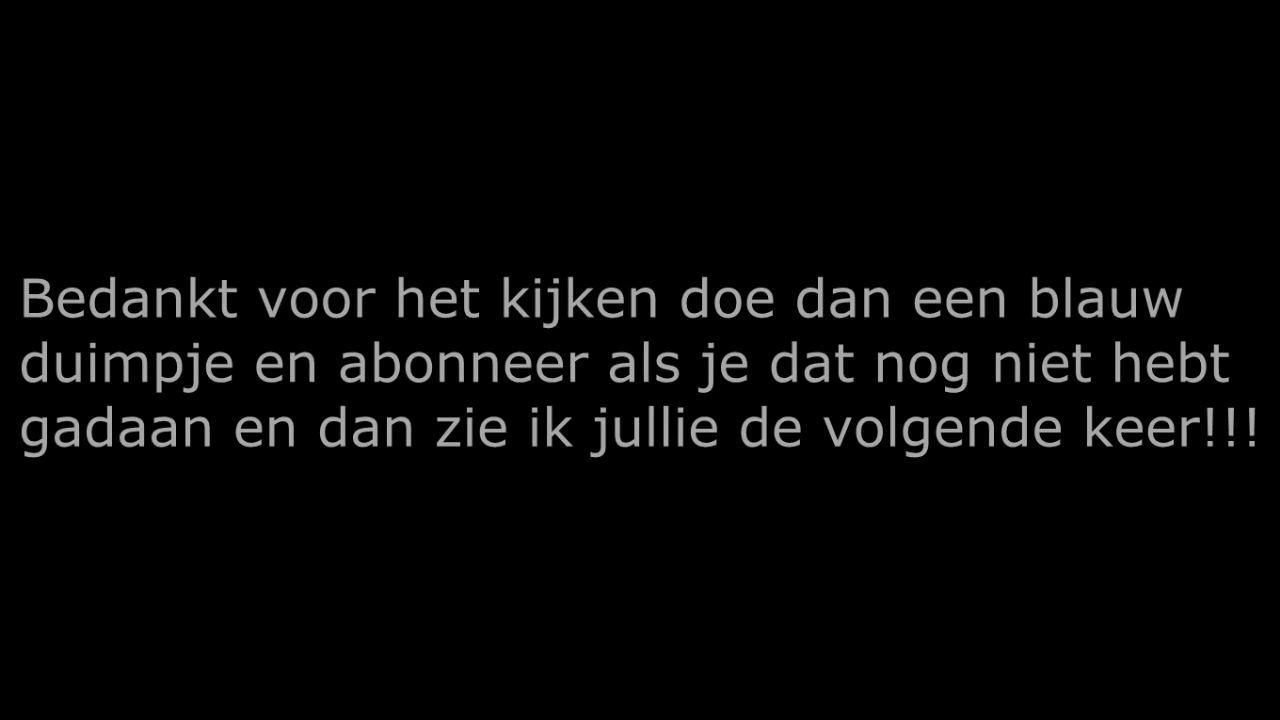 Bedankt voor het kijken doe dan een blauw
duimpje en abonneer als je dat nog niet hebt
gadaan en dan zie ik jullie de volgende keer!!!